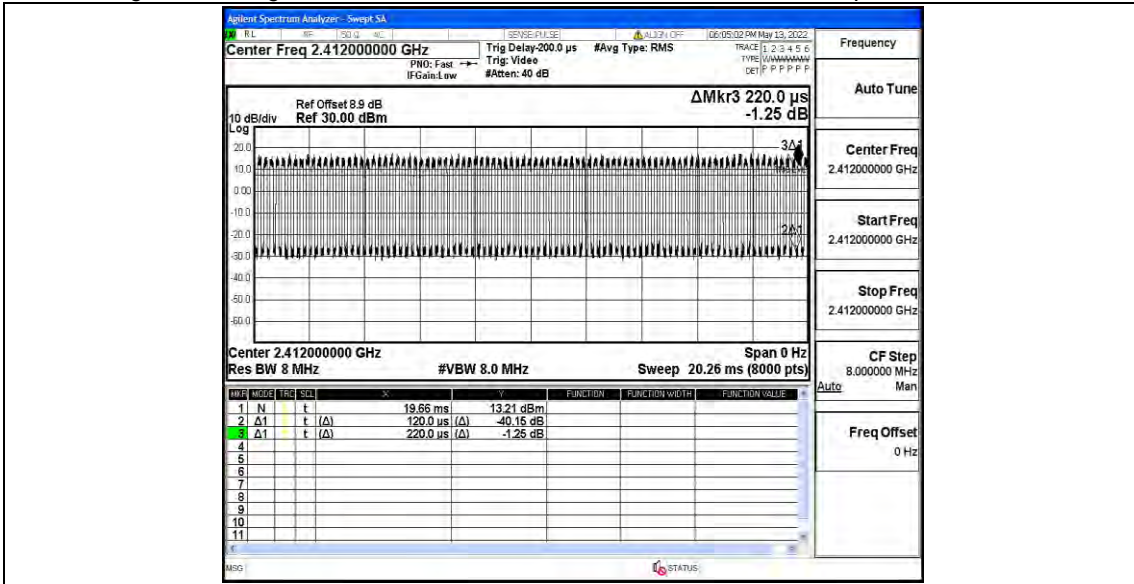 Agilent Spectrum Analyzer - Swept SA
RL RF 50 Ω AC SENSE:PULSE ALIGN OFF 06:05:02 PM May 13, 2022
Center Freq 2.412000000 GHz
PNO: Fast
IFGain:Low
Trig Delay-200.0 µs
Trig: Video
#Atten: 40 dB
#Avg Type: RMS
TRACE 1 2 3 4 5 6
TYPE
DET P P P P P P
Frequency
Auto Tune
Center Freq
2.412000000 GHz
Start Freq
2.412000000 GHz
Stop Freq
2.412000000 GHz
CF Step
8.000000 MHz
Auto Man
Freq Offset
0 Hz
ΔMkr3 220.0 µs
-1.25 dB
Ref Offset 8.9 dB
10 dB/div Ref 30.00 dBm
Log
20.0
10.0
0.00
-10.0
-20.0
-30.0
-40.0
-50.0
-60.0
3Δ1
2Δ1
Center 2.412000000 GHz Span 0 Hz
Res BW 8 MHz #VBW 8.0 MHz Sweep 20.26 ms (8000 pts)
MKR MODE TRC SCL X Y FUNCTION FUNCTION WIDTH FUNCTION VALUE
1 N t 19.66 ms 13.21 dBm
2 Δ1 t (Δ) 120.0 µs (Δ) -40.15 dB
3 Δ1 t (Δ) 220.0 µs (Δ) -1.25 dB
4
5
6
7
8
9
10
11
MSG STATUS